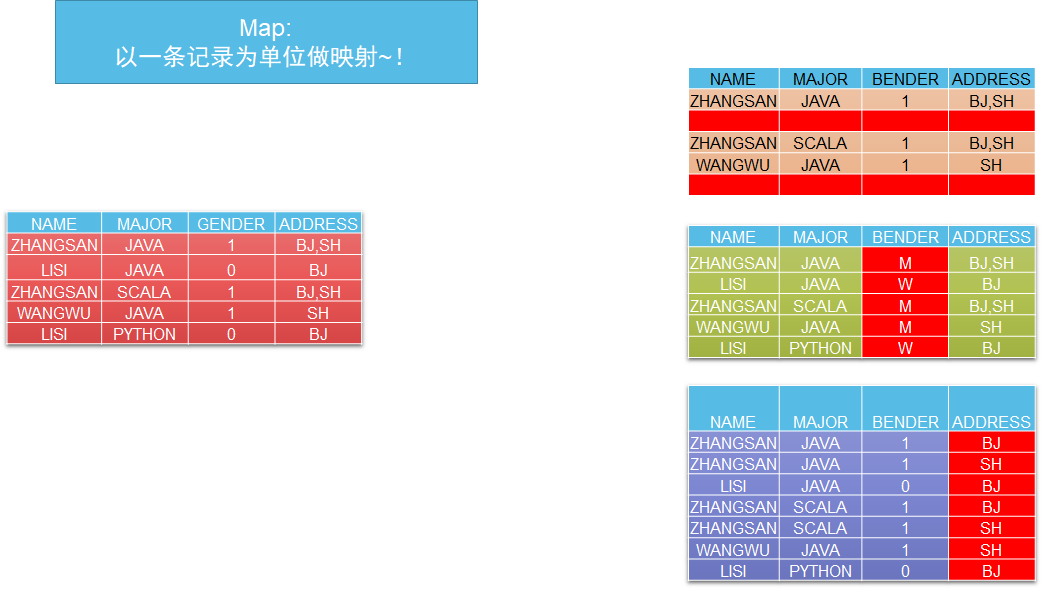 Map:
以一条记录为单位做映射~！
NAME MAJOR GENDER ADDRESS
ZHANGSAN JAVA 1 BJ,SH
LISI JAVA 0 BJ
ZHANGSAN SCALA 1 BJ,SH
WANGWU JAVA 1 SH
LISI PYTHON 0 BJ
NAME MAJOR BENDER ADDRESS
ZHANGSAN JAVA 1 BJ,SH
ZHANGSAN SCALA 1 BJ,SH
WANGWU JAVA 1 SH
NAME MAJOR BENDER ADDRESS
ZHANGSAN JAVA M BJ,SH
LISI JAVA W BJ
ZHANGSAN SCALA M BJ,SH
WANGWU JAVA M SH
LISI PYTHON W BJ
NAME MAJOR BENDER ADDRESS
ZHANGSAN JAVA 1 BJ
ZHANGSAN JAVA 1 SH
LISI JAVA 0 BJ
ZHANGSAN SCALA 1 BJ
ZHANGSAN SCALA 1 SH
WANGWU JAVA 1 SH
LISI PYTHON 0 BJ